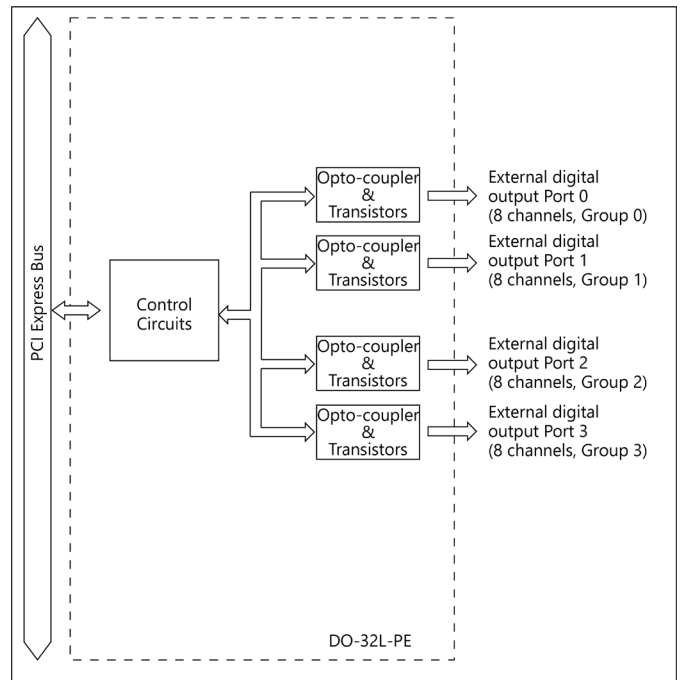 PCI Express Bus
Control
Circuits
Opto-coupler
&
Transistors
External digital
output Port 0
(8 channels, Group 0)
Opto-coupler
&
Transistors
External digital
output Port 1
(8 channels, Group 1)
Opto-coupler
&
Transistors
External digital
output Port 2
(8 channels, Group 2)
Opto-coupler
&
Transistors
External digital
output Port 3
(8 channels, Group 3)
DO-32L-PE